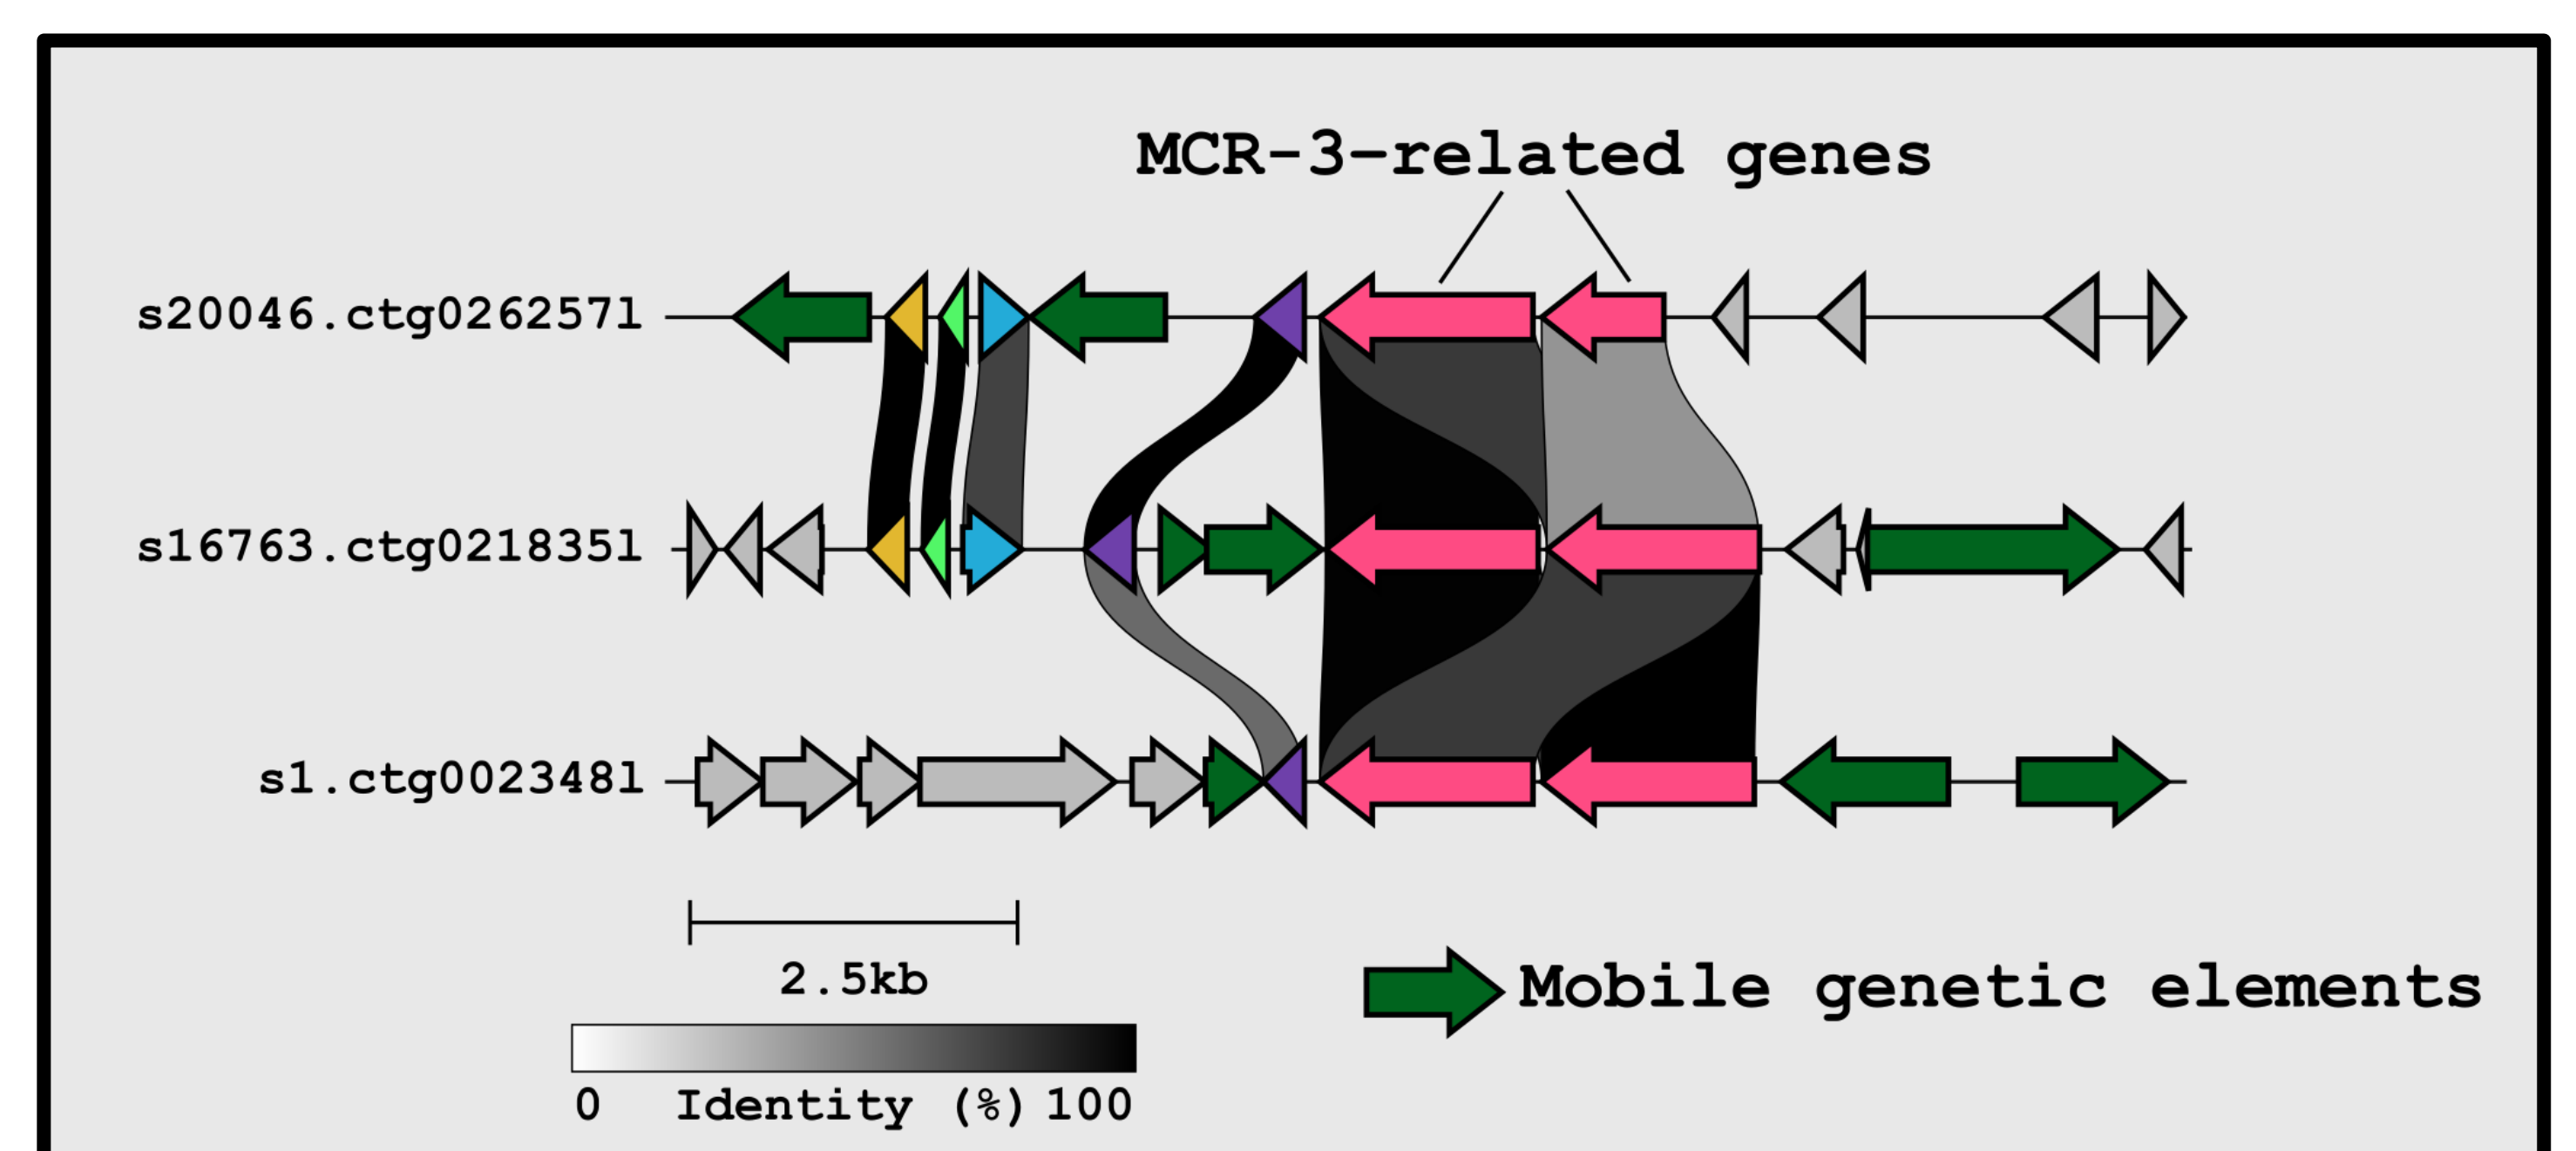 MCR-3-related genes
s20046.ctg026257l
s16763.ctg021835l
s1.ctg002348l
2.5kb
Mobile genetic elements
0 Identity (%) 100